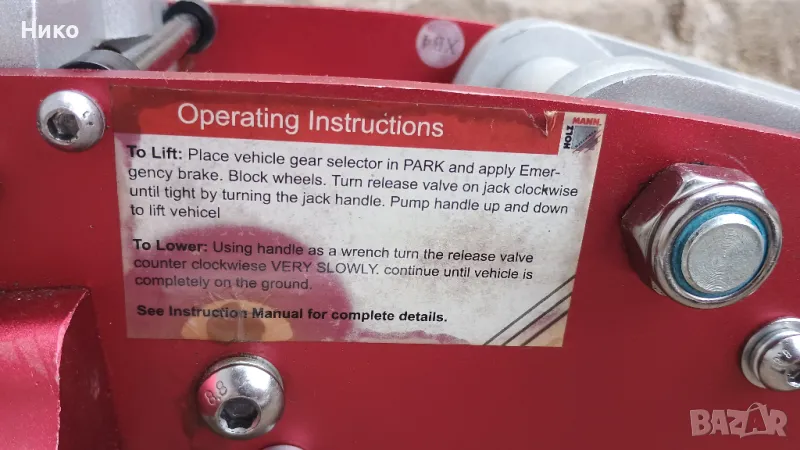 Нико
XB4
Operating Instructions
HOLZ
MANN.
To Lift: Place vehicle gear selector in PARK and apply Emer-
gency brake. Block wheels. Turn release valve on jack clockwise
until tight by turning the jack handle. Pump handle up and down
to lift vehicel
To Lower: Using handle as a wrench turn the release valve
counter clockwiese VERY SLOWLY. continue until vehicle is
completely on the ground.
See Instruction Manual for complete details.
8.8
BAZAR